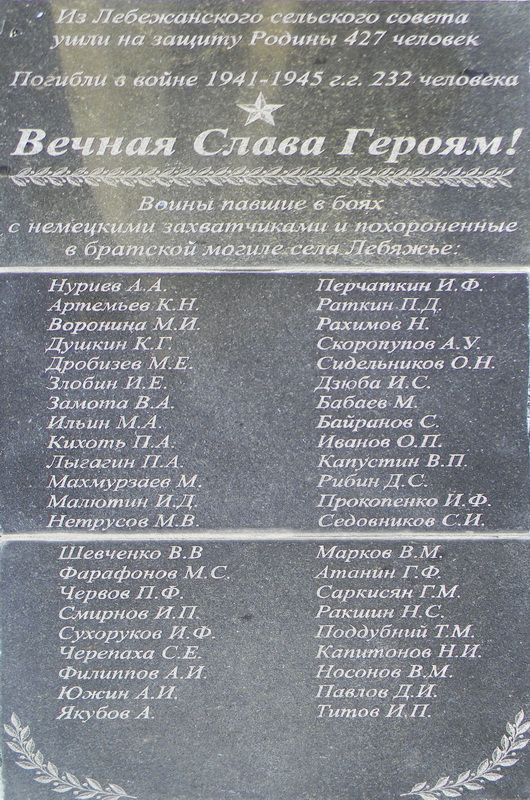 Из Лебежанского сельского совета
ушли на защиту Родины 427 человек
Погибли в войне 1941-1945 г.г. 232 человека
Вечная Слава Героям!
Воины павшие в боях
с немецкими захватчиками и похороненные
в братской могиле села Лебяжье:
Нуриев А.А.
Артемьев К.Н.
Воронина М.И.
Душкин К.Г.
Дробизев М.Е.
Злобин И.Е.
Замота В.А.
Ильин М.А.
Кихоть П.А.
Лыгагин П.А.
Махмурзаев М.
Малютин И.Д.
Нетрусов М.В.
Перчаткин И.Ф.
Раткин П.Д.
Рахимов Н.
Скоропупов А.У.
Сидельников О.Н.
Дзюба И.С.
Бабаев М.
Байранов С.
Иванов О.П.
Капустин В.П.
Рибин Д.С.
Прокопенко И.Ф.
Седовников С.И.
Шевченко В.В
Фарафонов М.С.
Червов П.Ф.
Смирнов И.П.
Сухоруков И.Ф.
Черепаха С.Е.
Филиппов А.И.
Южин А.И.
Якубов А.
Марков В.М.
Атанин Г.Ф.
Саркисян Г.М.
Ракшин Н.С.
Поддубний Т.М.
Капитонов Н.И.
Носонов В.М.
Павлов Д.И.
Титов И.П.